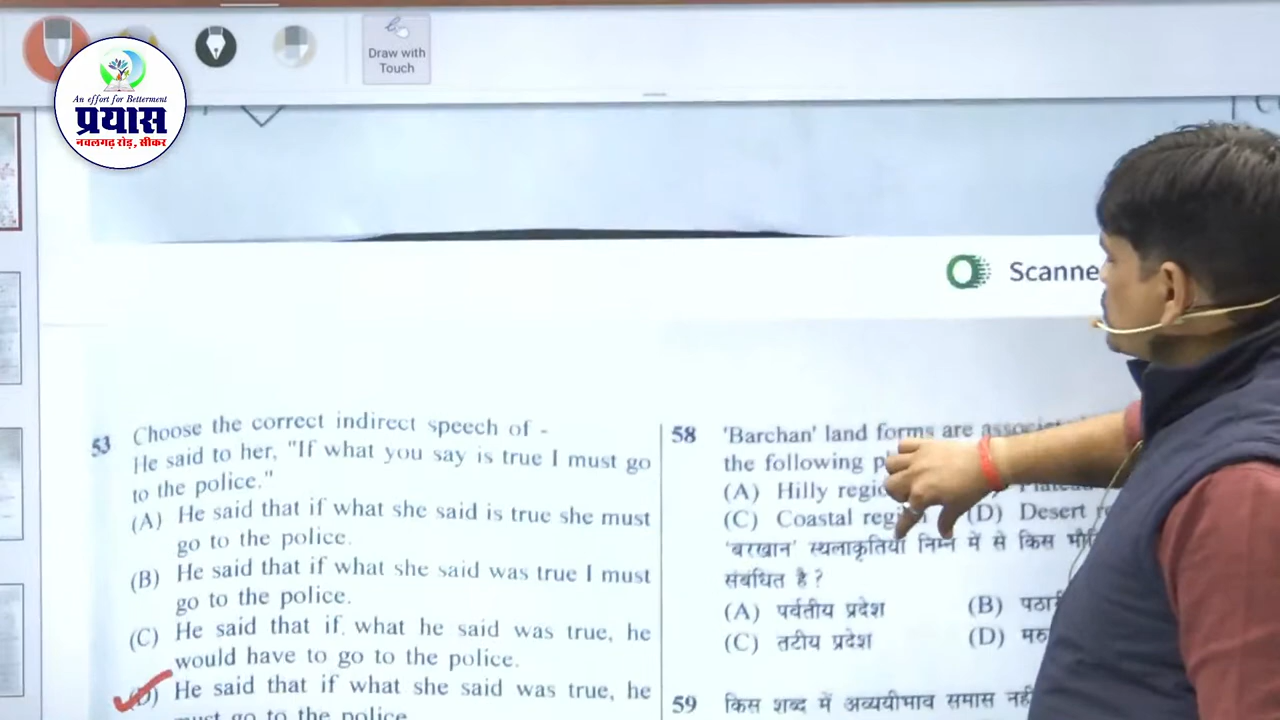 Draw with
Touch
An effort for Betterment
प्रयास
नवलगढ़ रोड़, सीकर
Scanne
53 Choose the correct indirect speech of -
He said to her, "If what you say is true I must go
to the police."
(A) He said that if what she said is true she must
go to the police.
(B) He said that if what she said was true I must
go to the police.
(C) He said that if what he said was true, he
would have to go to the police.
(D) He said that if what she said was true, he
must go to the police
58 'Barchan' land forms are
the following
(A) Hilly
(C) Coastal (D) Desert
'बरखान' स्थलाकृतियाँ निम्न में से किस
संबंधित है ?
(A) पर्वतीय प्रदेश (B)
(C) तटीय प्रदेश (D)
59 किस शब्द में अव्ययीभाव समास नहीं